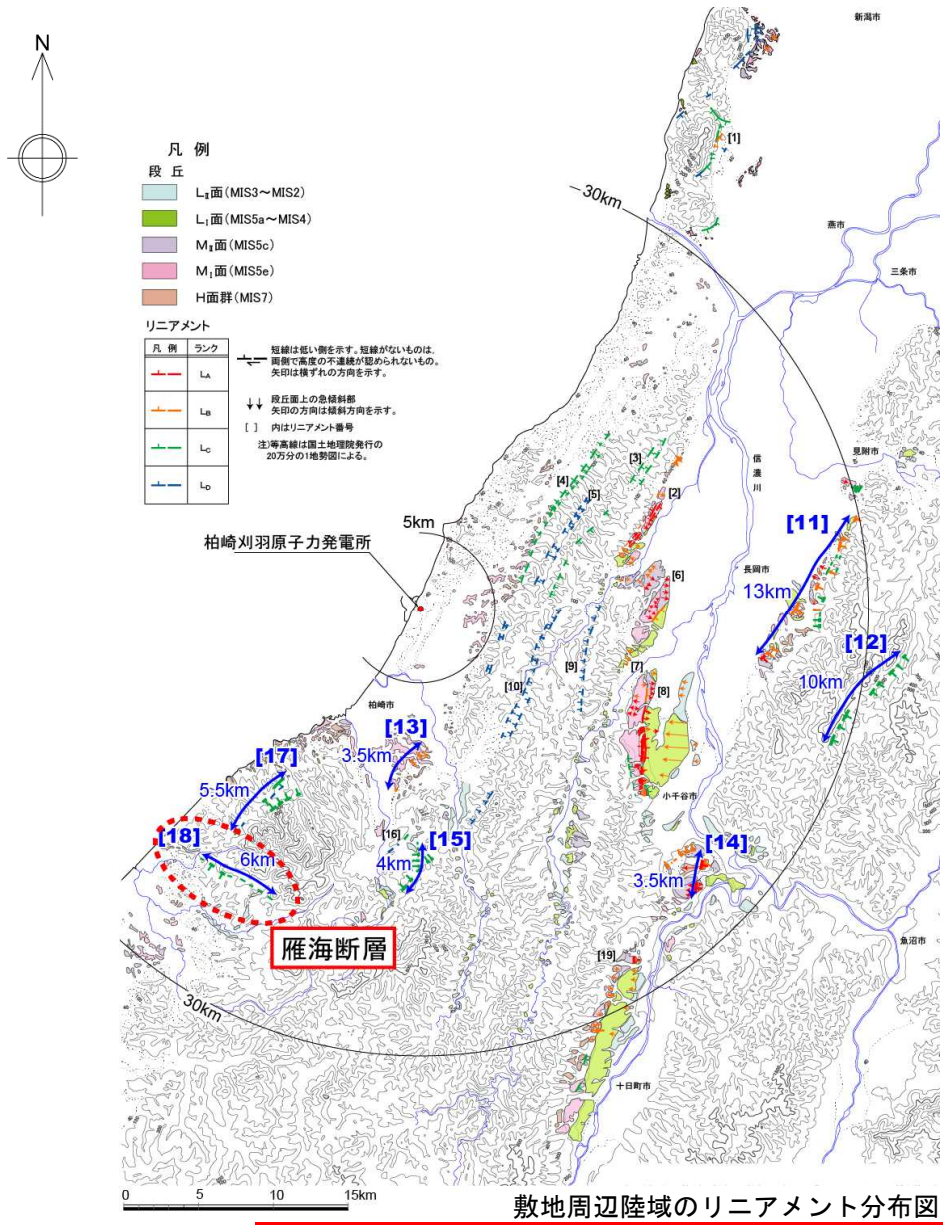 新潟市
N
[1]
凡 例
段 丘
LⅡ面(MIS3～MIS2)
LⅠ面(MIS5a～MIS4)
MⅡ面(MIS5c)
MⅠ面(MIS5e)
H面群(MIS7)
30km
燕市
三条市
リニアメント
凡 例 ランク
LA
LB
LC
LD
短線は低い側を示す。短線がないものは、
両側で高度の不連続が認められないもの。
矢印は横ずれの方向を示す。
段丘面上の急傾斜部
矢印の方向は傾斜方向を示す。
[ ] 内はリニアメント番号
注)等高線は国土地理院発行の
20万分の1地勢図による。
見附市
信濃川
[3]
[4]
[5]
[2]
5km
[11]
柏崎刈羽原子力発電所
長岡市
13km
[6]
[12]
[7]
[9]
[8]
[10]
10km
柏崎市
[13]
3.5km
[17]
5.5km
小千谷市
[18]
6km
[16]
[15]
4km
[14]
3.5km
雁海断層
魚沼市
[19]
30km
十日町市
0 5 10 15km
敷地周辺陸域のリニアメント分布図